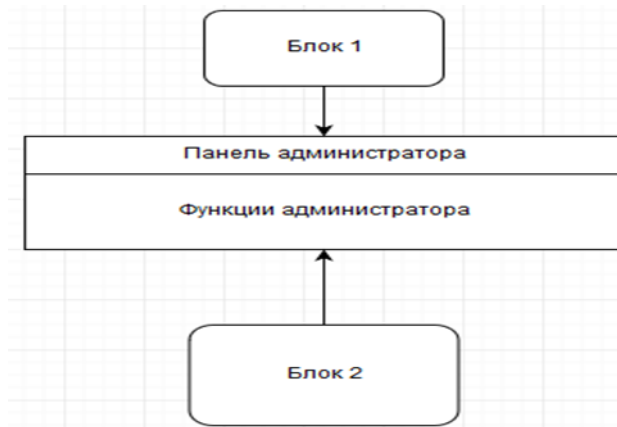 Блок 1
Панель администратора
Функции администратора
Блок 2